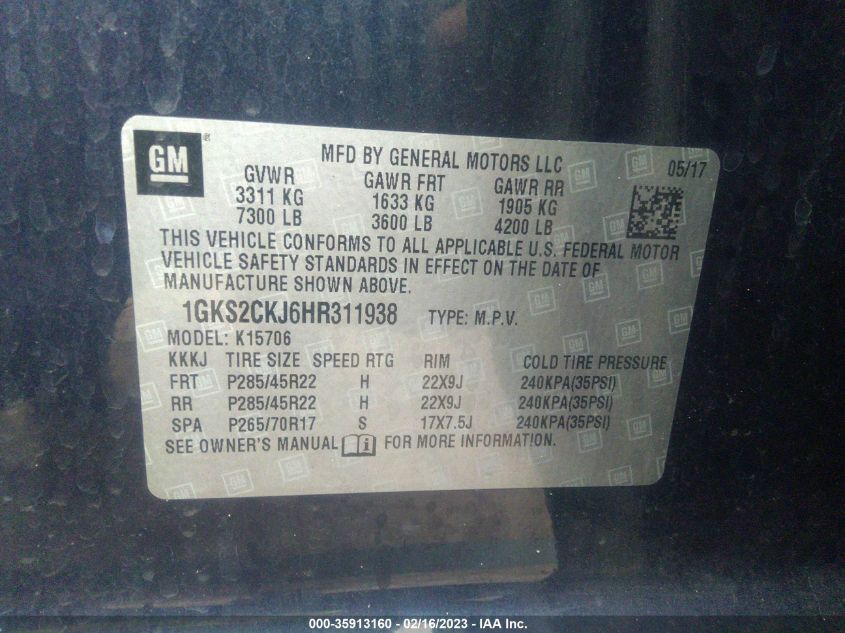 GM
MFD BY GENERAL MOTORS LLC
05/17
GVWR GAWR FRT GAWR RR
3311 KG 1633 KG 1905 KG
7300 LB 3600 LB 4200 LB
THIS VEHICLE CONFORMS TO ALL APPLICABLE U.S. FEDERAL MOTOR
VEHICLE SAFETY STANDARDS IN EFFECT ON THE DATE OF
MANUFACTURE SHOWN ABOVE.
1GKS2CKJ6HR311938 TYPE: M.P.V.
MODEL: K15706
KKKJ TIRE SIZE SPEED RTG RIM COLD TIRE PRESSURE
FRT P285/45R22 H 22X9J 240KPA(35PSI)
RR P285/45R22 H 22X9J 240KPA(35PSI)
SPA P265/70R17 S 17X7.5J 240KPA(35PSI)
SEE OWNER'S MANUAL FOR MORE INFORMATION.
000-35913160 - 02/16/2023 - IAA Inc.